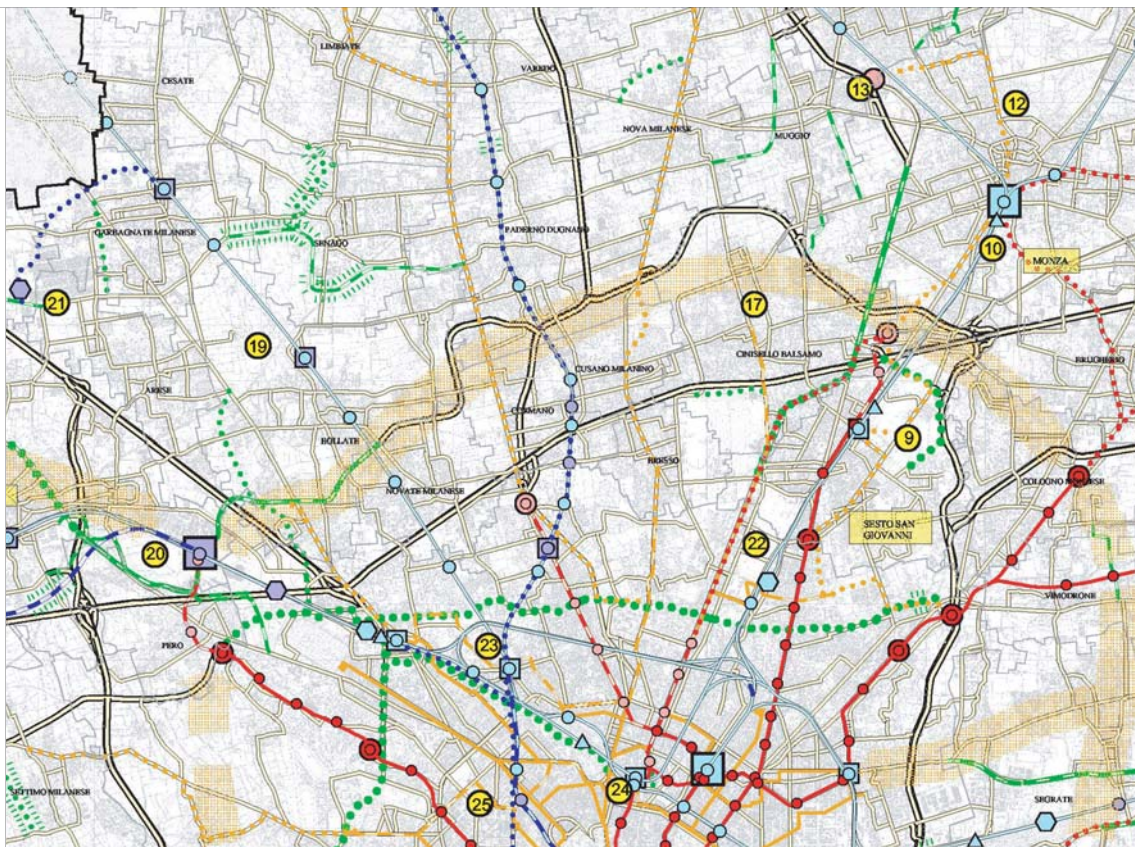 LIMBIATE
VAREDO
CESATE
13
12
NOVA MILANESE
MUGGIO'
GARBAGNATE MILANESE
PADERNO DUGNANO
SENAGO
10
MONZA
21
17
19
CINISELLO BALSAMO
BRUGHERIO
CUSANO MILANINO
ARESE
CORMANO
BOLLATE
9
BRESSO
NOVATE MILANESE
COLOGNO MONZESE
SESTO SAN
GIOVANNI
20
22
VIMODRONE
PERO
23
SETTIMO MILANESE
24
25
SEGRATE